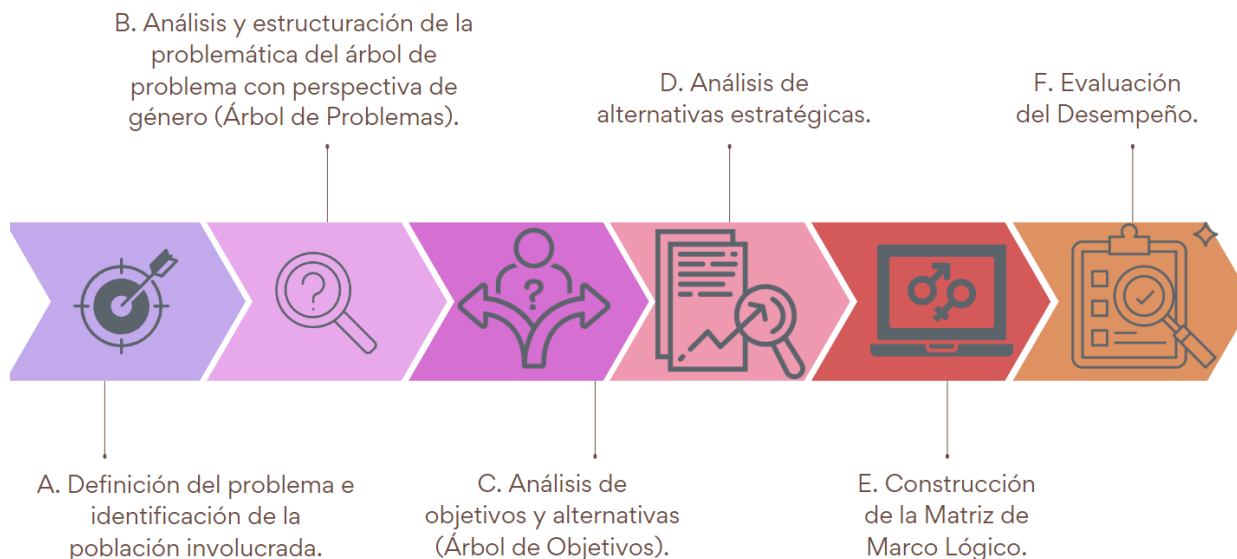 B. Análisis y estructuración de la
problemática del árbol de
problema con perspectiva de
género (Árbol de Problemas).
D. Análisis de
alternativas estratégicas.
F. Evaluación
del Desempeño.
?
?
A. Definición del problema e
identificación de la
población involucrada.
C. Análisis de
objetivos y alternativas
(Árbol de Objetivos).
E. Construcción
de la Matriz de
Marco Lógico.